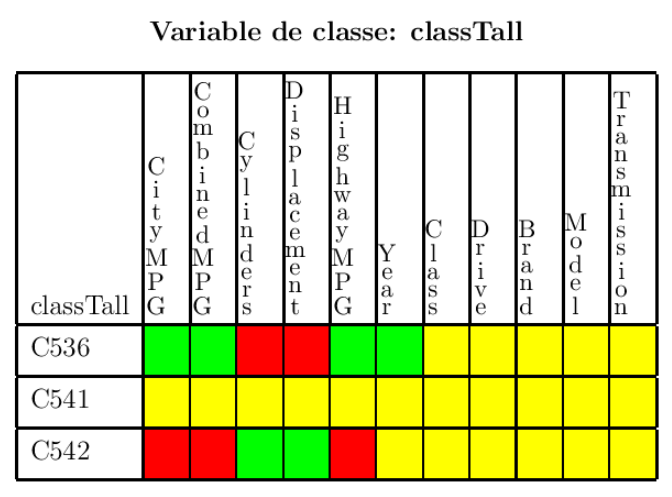 Variable de classe: classTall
classTall
CityMPG
CombinedMPG
Cylinders
Displacement
HighwayMPG
Year
Class
Drive
Brand
Model
Transmission
C536
C541
C542